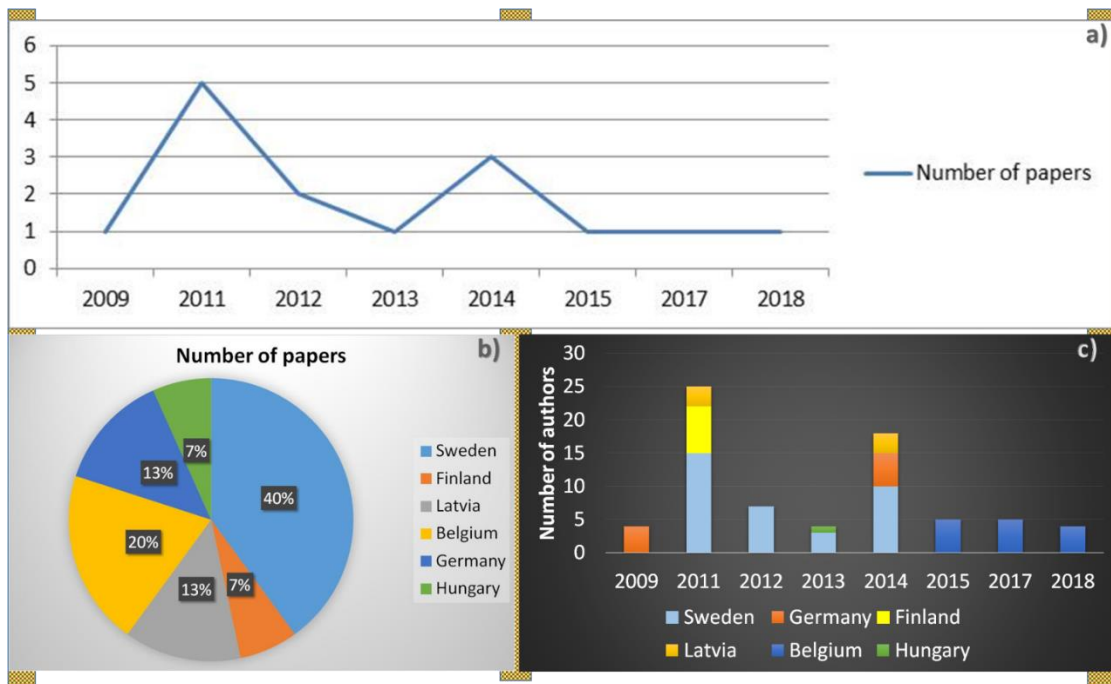 a)
6
5
4
3
2
1
0
Number of papers
2009 2011 2012 2013 2014 2015 2017 2018
b)
Number of papers
7%
13%
40%
20%
13%
7%
Sweden
Finland
Latvia
Belgium
Germany
Hungary
c)
Number of authors
30
25
20
15
10
5
0
2009 2011 2012 2013 2014 2015 2017 2018
Sweden Germany Finland
Latvia Belgium Hungary